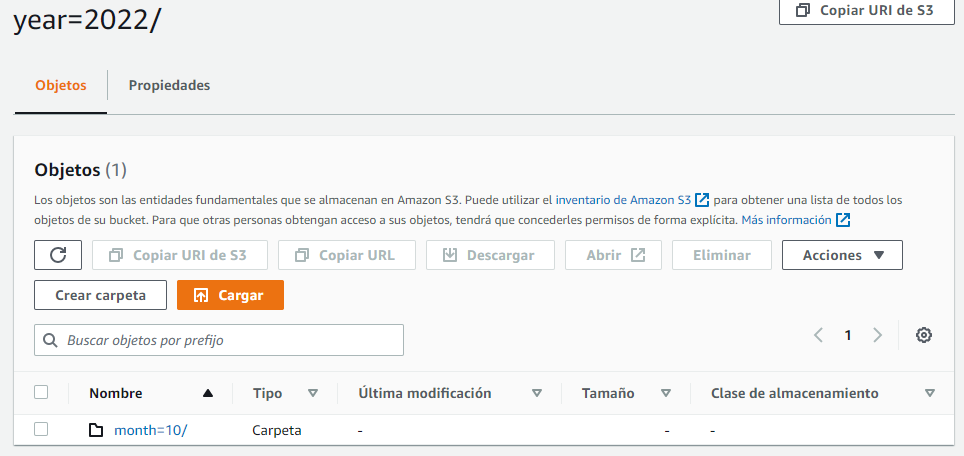 year=2022/
Copiar URI de S3
Objetos
Propiedades
Objetos (1)
Los objetos son las entidades fundamentales que se almacenan en Amazon S3. Puede utilizar el inventario de Amazon S3 para obtener una lista de todos los
objetos de su bucket. Para que otras personas obtengan acceso a sus objetos, tendrá que concederles permisos de forma explícita. Más información
Copiar URI de S3
Copiar URL
Descargar
Abrir
Eliminar
Acciones
Crear carpeta
Cargar
Buscar objetos por prefijo
1
Nombre
Tipo
Última modificación
Tamaño
Clase de almacenamiento
month=10/
Carpeta
-
-
-